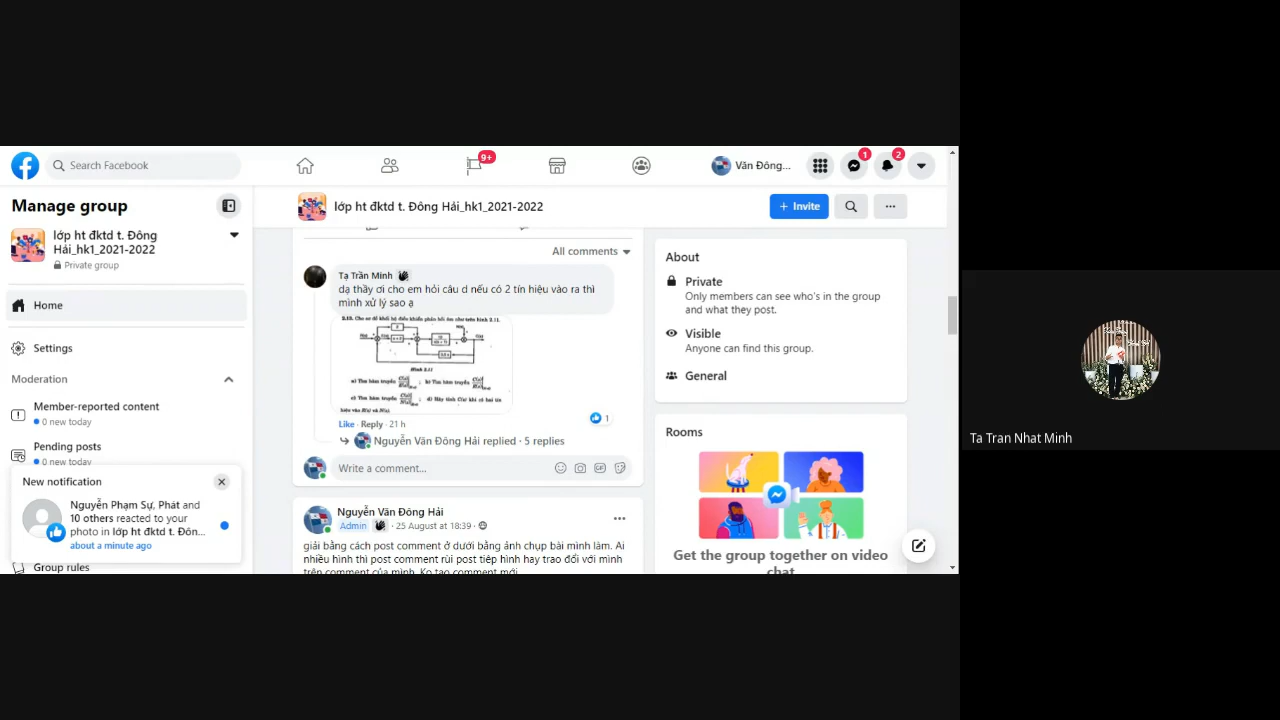 Search Facebook
9+
Văn Đông...
1
2
Manage group
lớp ht đktd t. Đông Hải_hk1_2021-2022
Private group
Home
Settings
Moderation
Member-reported content
0 new today
Pending posts
0 new today
New notification
Nguyễn Phạm Sự, Phát and
10 others reacted to your
photo in lớp ht đktd t. Đôn...
about a minute ago
Group rules
lớp ht đktd t. Đông Hải_hk1_2021-2022
+ Invite
All comments
Tạ Trần Minh
dạ thầy ơi cho em hỏi câu d nếu có 2 tín hiệu vào ra thì
mình xử lý sao ạ
Hình 2.11
Like · Reply · 21 h
1
Nguyễn Văn Đông Hải replied · 5 replies
Write a comment...
Nguyễn Văn Đông Hải
Admin · 25 August at 18:39 ·
giải bằng cách post comment ở dưới bằng ảnh chụp bài mình làm. Ai
nhiều hình thì post comment rùi post tiếp hình hay trao đổi với mình
trên comment của mình. Ko tạo comment mới
About
Private
Only members can see who's in the group
and what they post.
Visible
Anyone can find this group.
General
Rooms
Get the group together on video
chat
Ta Tran Nhat Minh